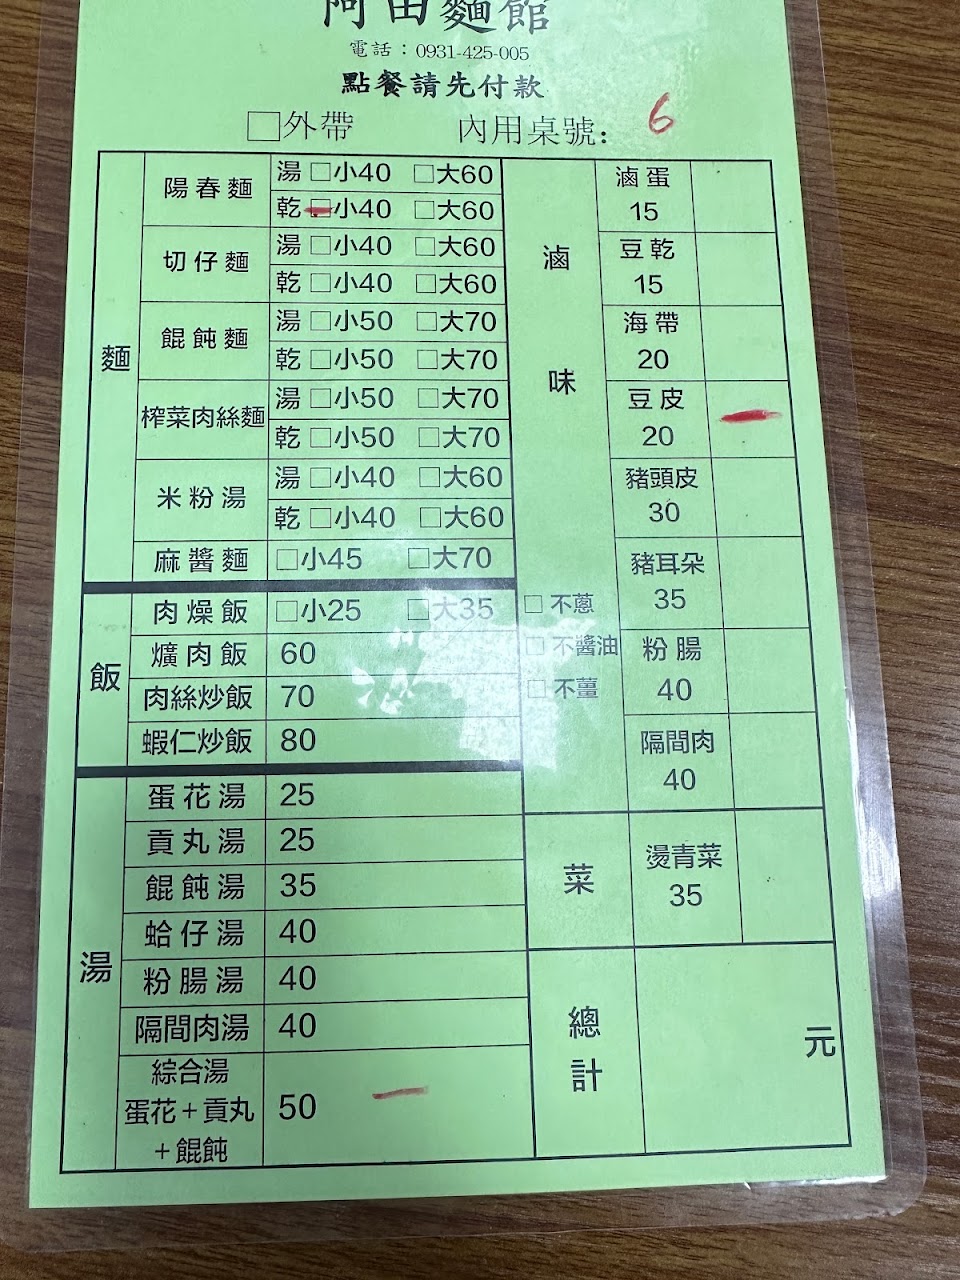 阿田麵館
電話：0931-425-005
點餐請先付款
□外帶 內用桌號： 6
麵
陽春麵 湯 □小40 □大60
乾 □小40 □大60
切仔麵 湯 □小40 □大60
乾 □小40 □大60
餛飩麵 湯 □小50 □大70
乾 □小50 □大70
榨菜肉絲麵 湯 □小50 □大70
乾 □小50 □大70
米粉湯 湯 □小40 □大60
乾 □小40 □大60
麻醬麵 □小45 □大70
飯
肉燥飯 □小25 □大35
爌肉飯 60
肉絲炒飯 70
蝦仁炒飯 80
湯
蛋花湯 25
貢丸湯 25
餛飩湯 35
蛤仔湯 40
粉腸湯 40
隔間肉湯 40
綜合湯
蛋花+貢丸 50
+餛飩
滷味
□ 不蔥
□ 不醬油
□ 不薑
滷蛋
15
豆乾
15
海帶
20
豆皮
20
豬頭皮
30
豬耳朵
35
粉腸
40
隔間肉
40
菜
燙青菜
35
總計
元